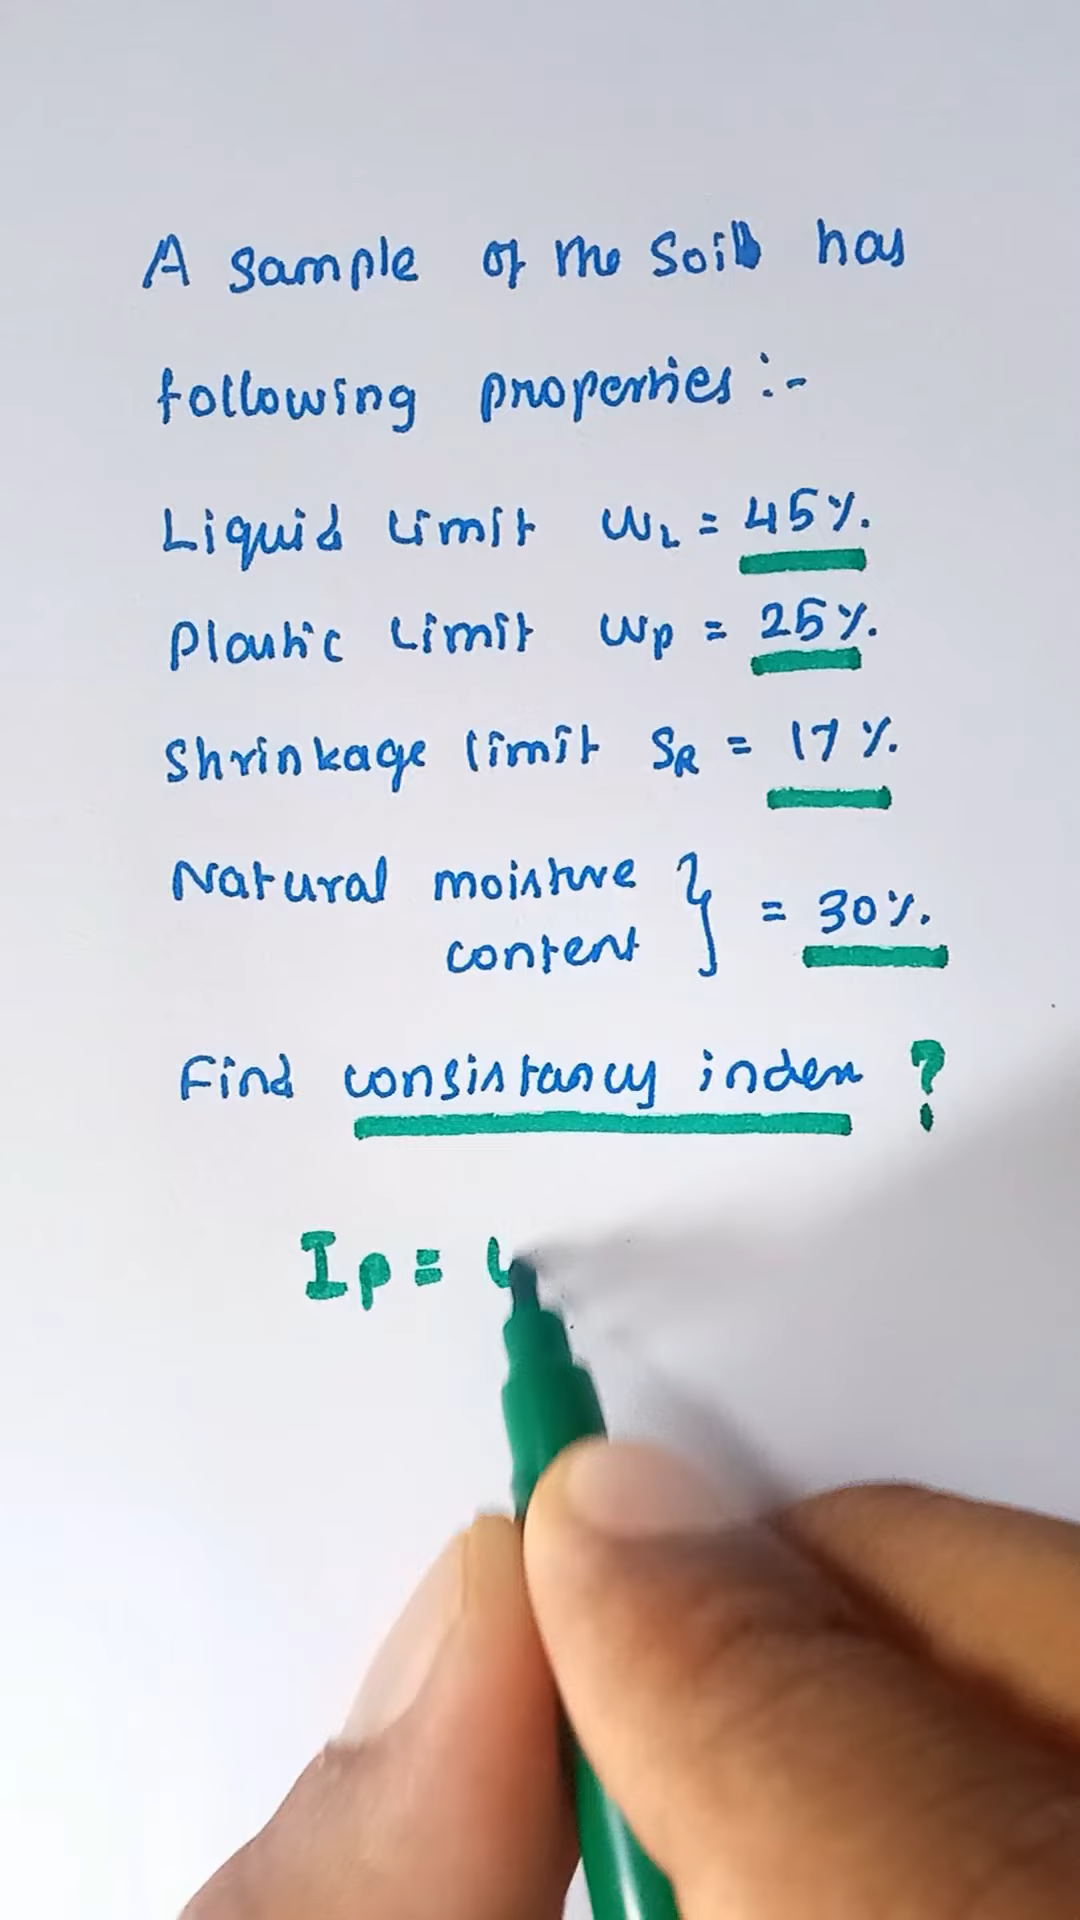 A sample of the Soil has
following properties :-
Liquid Limit WL = 45%.
Plastic Limit Wp = 25%.
Shrinkage limit SR = 17%.
Natural moisture
content } = 30%.
Find consistancy index ?
Ip =